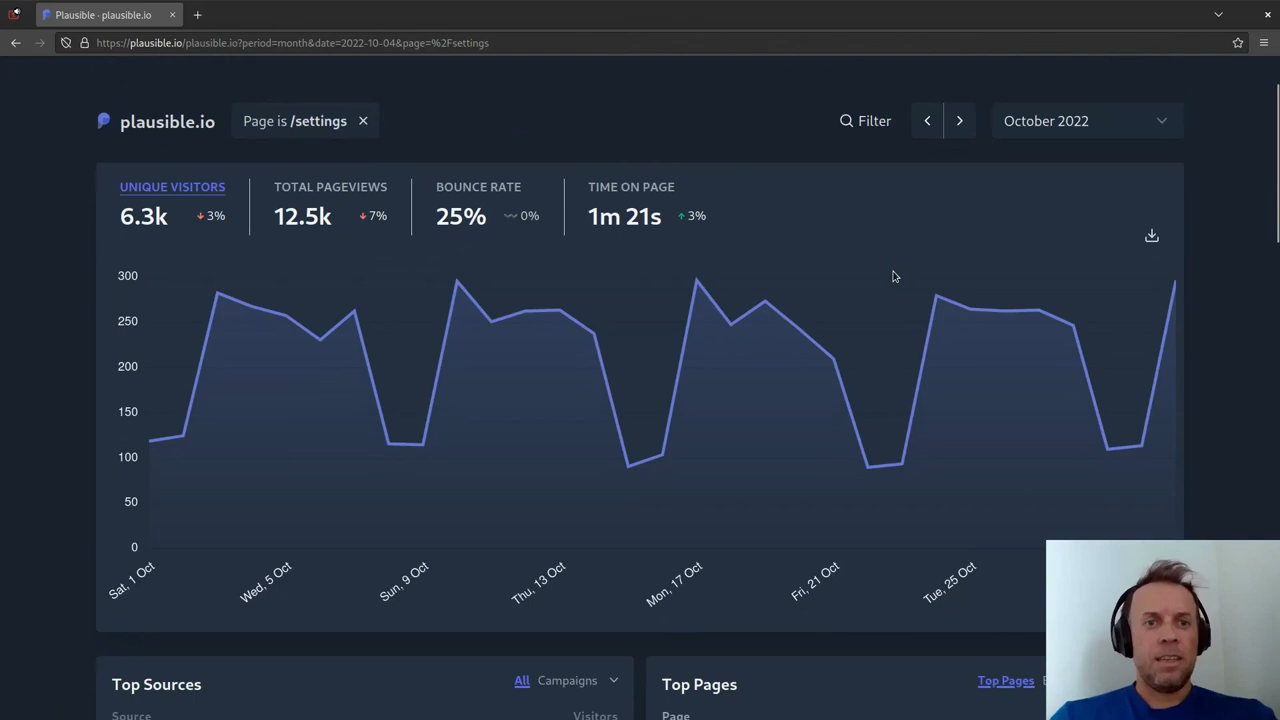 Plausible · plausible.io
https://plausible.io/plausible.io?period=month&date=2022-10-04&page=%2Fsettings
plausible.io
Page is /settings
Filter
October 2022
UNIQUE VISITORS
6.3k
3%
TOTAL PAGEVIEWS
12.5k
7%
BOUNCE RATE
25%
0%
TIME ON PAGE
1m 21s
3%
300
250
200
150
100
50
0
Sat, 1 Oct
Wed, 5 Oct
Sun, 9 Oct
Thu, 13 Oct
Mon, 17 Oct
Fri, 21 Oct
Tue, 25 Oct
Top Sources
All
Campaigns
Source
Visitors
Top Pages
Top Pages
Page